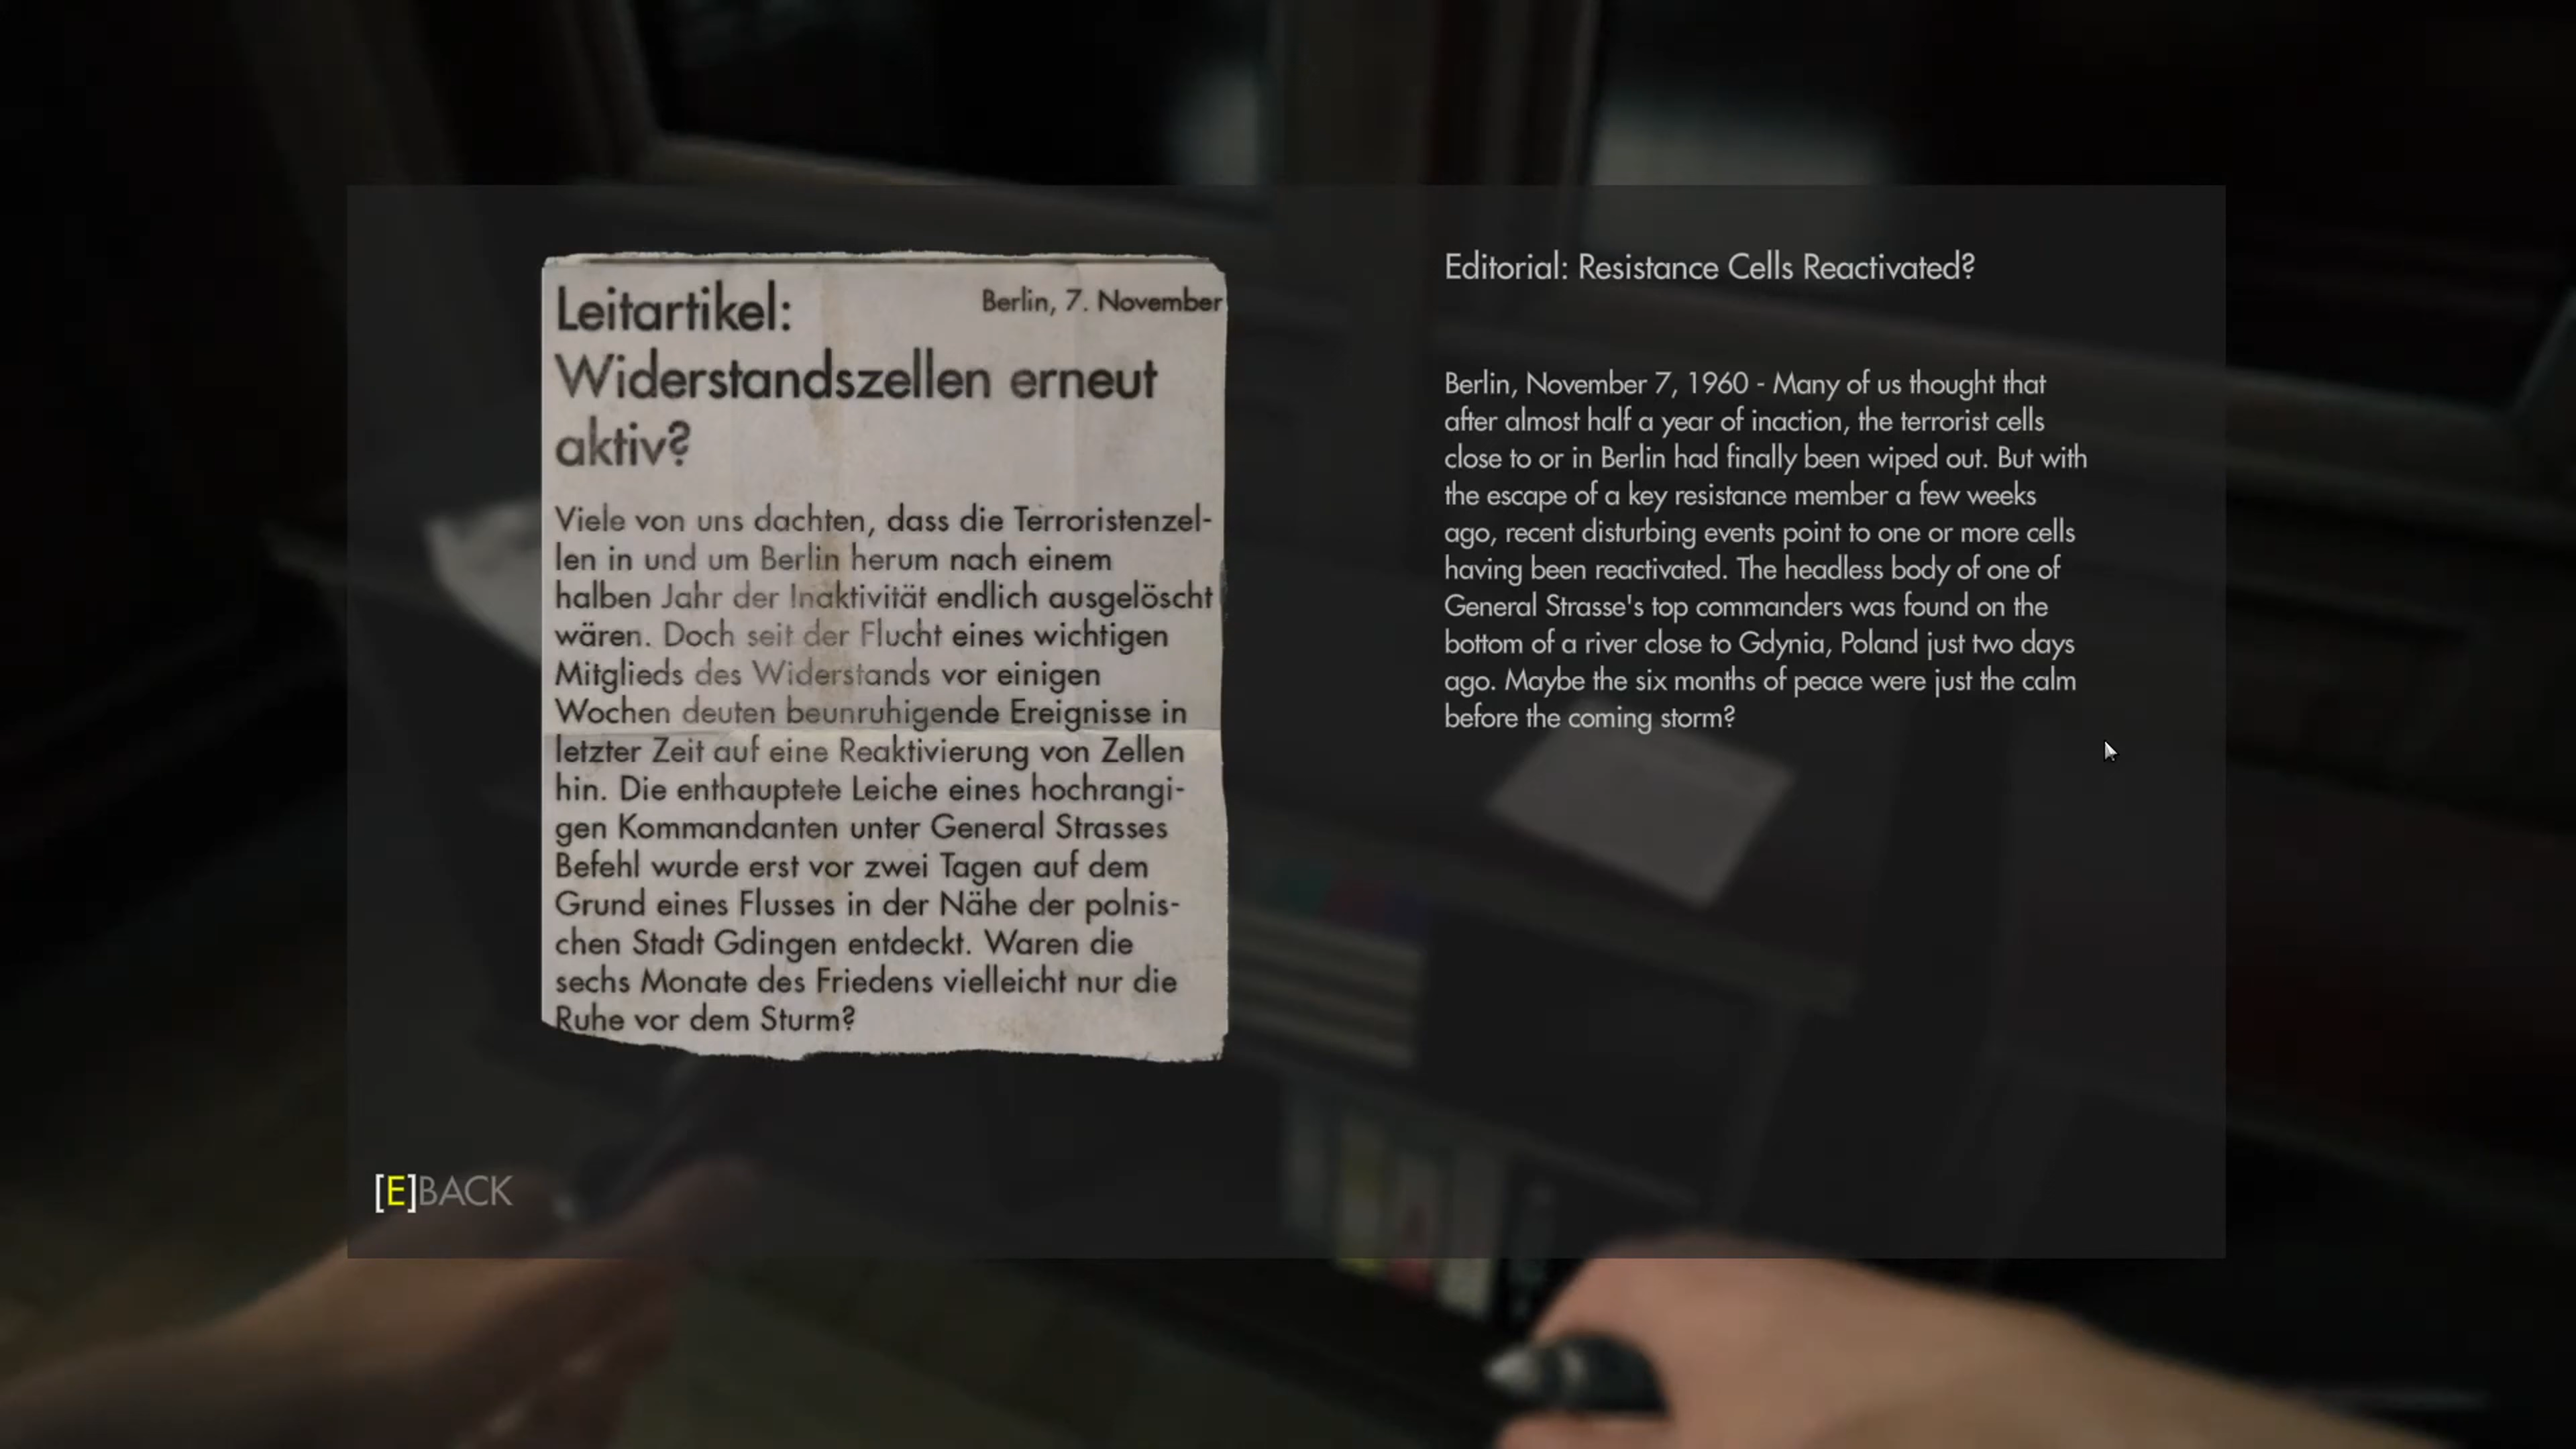 Leitartikel:
Berlin, 7. November
Widerstandszellen erneut
aktiv?
Viele von uns dachten, dass die Terroristenzel-
len in und um Berlin herum nach einem
halben Jahr der Inaktivität endlich ausgelöscht
wären. Doch seit der Flucht eines wichtigen
Mitglieds des Widerstands vor einigen
Wochen deuten beunruhigende Ereignisse in
letzter Zeit auf eine Reaktivierung von Zellen
hin. Die enthauptete Leiche eines hochrangi-
gen Kommandanten unter General Strasses
Befehl wurde erst vor zwei Tagen auf dem
Grund eines Flusses in der Nähe der polnis-
chen Stadt Gdingen entdeckt. Waren die
sechs Monate des Friedens vielleicht nur die
Ruhe vor dem Sturm?
Editorial: Resistance Cells Reactivated?
Berlin, November 7, 1960 - Many of us thought that
after almost half a year of inaction, the terrorist cells
close to or in Berlin had finally been wiped out. But with
the escape of a key resistance member a few weeks
ago, recent disturbing events point to one or more cells
having been reactivated. The headless body of one of
General Strasse's top commanders was found on the
bottom of a river close to Gdynia, Poland just two days
ago. Maybe the six months of peace were just the calm
before the coming storm?
[E]BACK